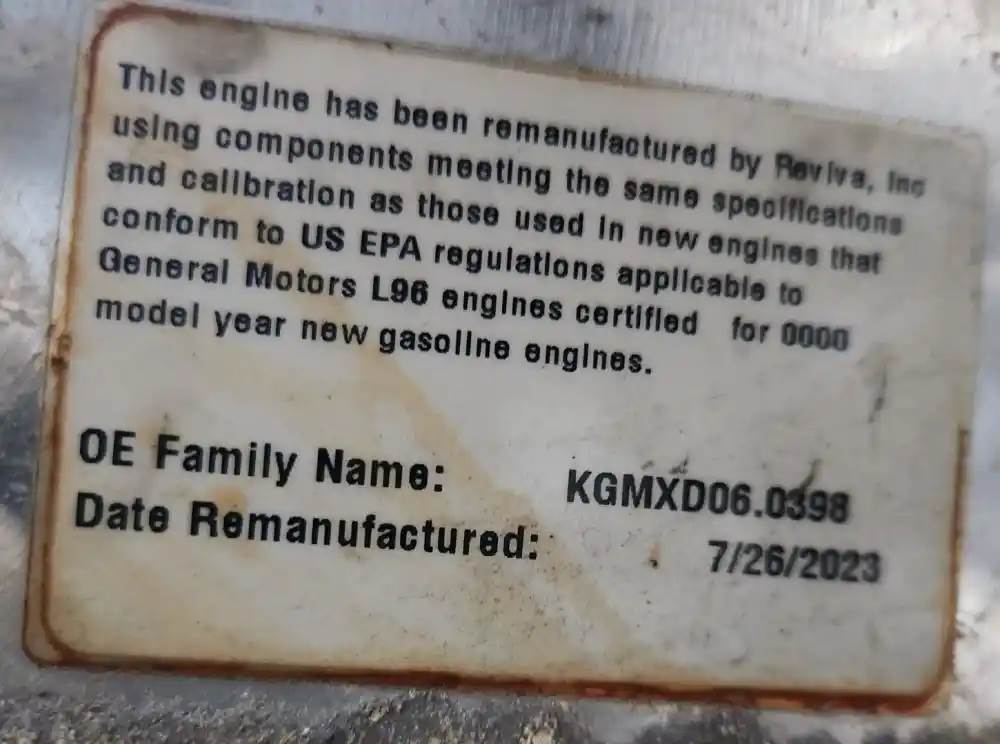 This engine has been remanufactured by Reviva, Inc
using components meeting the same specifications
and calibration as those used in new engines that
conform to US EPA regulations applicable to
General Motors L96 engines certified for 0000
model year new gasoline engines.
OE Family Name: KGMXD06.0398
Date Remanufactured: 7/26/2023